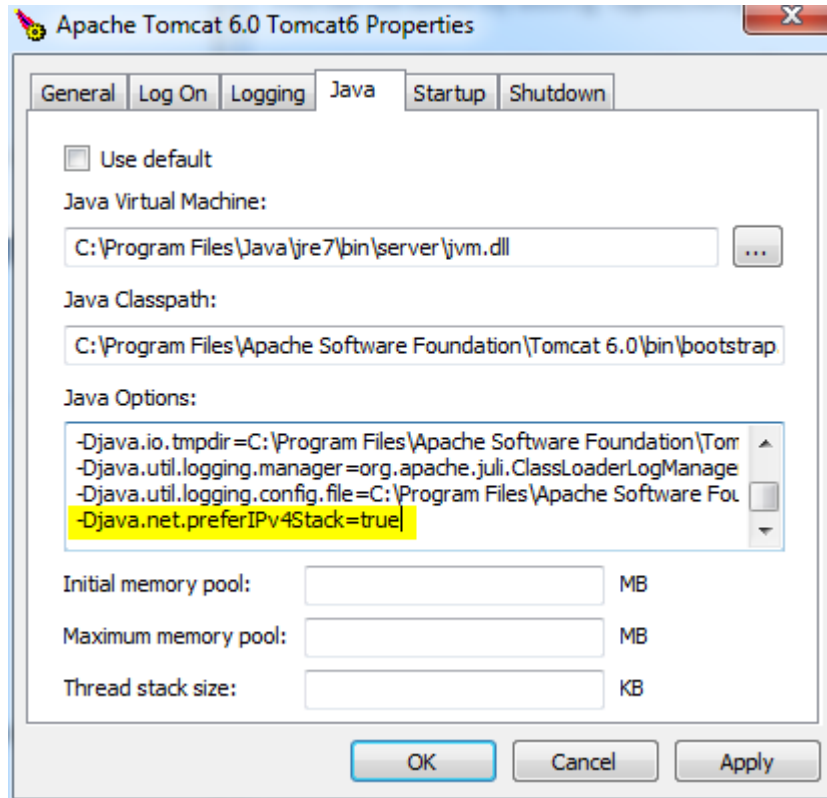 Apache Tomcat 6.0 Tomcat6 Properties
General Log On Logging Java Startup Shutdown
Use default
Java Virtual Machine:
C:\Program Files\Java\jre7\bin\server\jvm.dll ...
Java Classpath:
C:\Program Files\Apache Software Foundation\Tomcat 6.0\bin\bootstrap.
Java Options:
-Djava.io.tmpdir=C:\Program Files\Apache Software Foundation\Tom
-Djava.util.logging.manager=org.apache.juli.ClassLoaderLogManager
-Djava.util.logging.config.file=C:\Program Files\Apache Software Fou
-Djava.net.preferIPv4Stack=true
Initial memory pool: MB
Maximum memory pool: MB
Thread stack size: KB
OK Cancel Apply